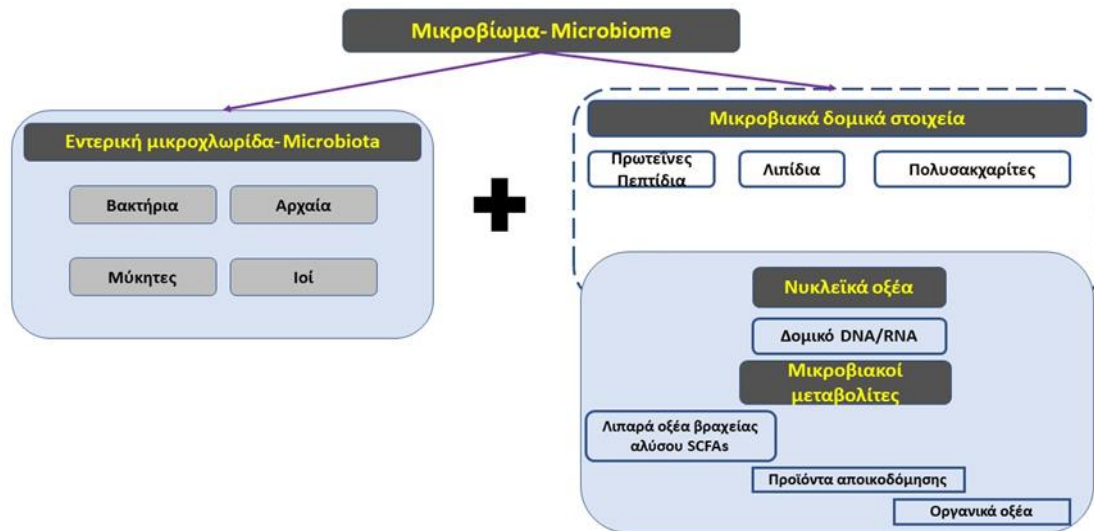 Μικροβίωμα- Microbiome
Εντερική μικροχλωρίδα- Microbiota
Βακτήρια
Αρχαία
Μύκητες
Ιοί
Μικροβιακά δομικά στοιχεία
Πρωτεΐνες
Πεπτίδια
Λιπίδια
Πολυσακχαρίτες
Νυκλεϊκά οξέα
Δομικό DNA/RNA
Μικροβιακοί
μεταβολίτες
Λιπαρά οξέα βραχείας
αλύσου SCFAs
Προϊόντα αποικοδόμησης
Οργανικά οξέα